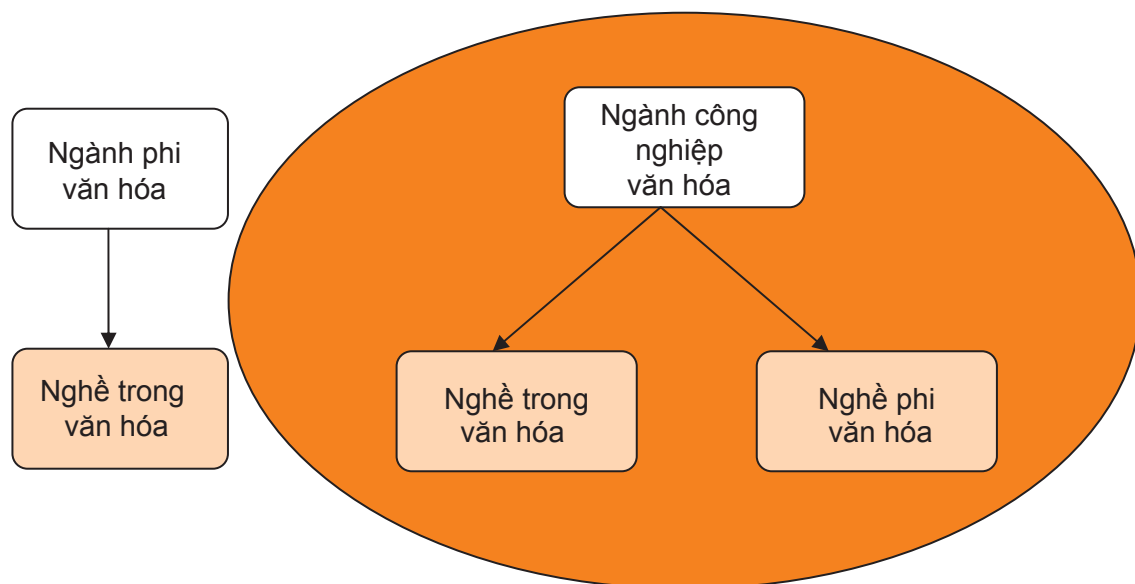 Ngành phi
văn hóa
Ngành công
nghiệp
văn hóa
Nghề trong
văn hóa
Nghề trong
văn hóa
Nghề phi
văn hóa